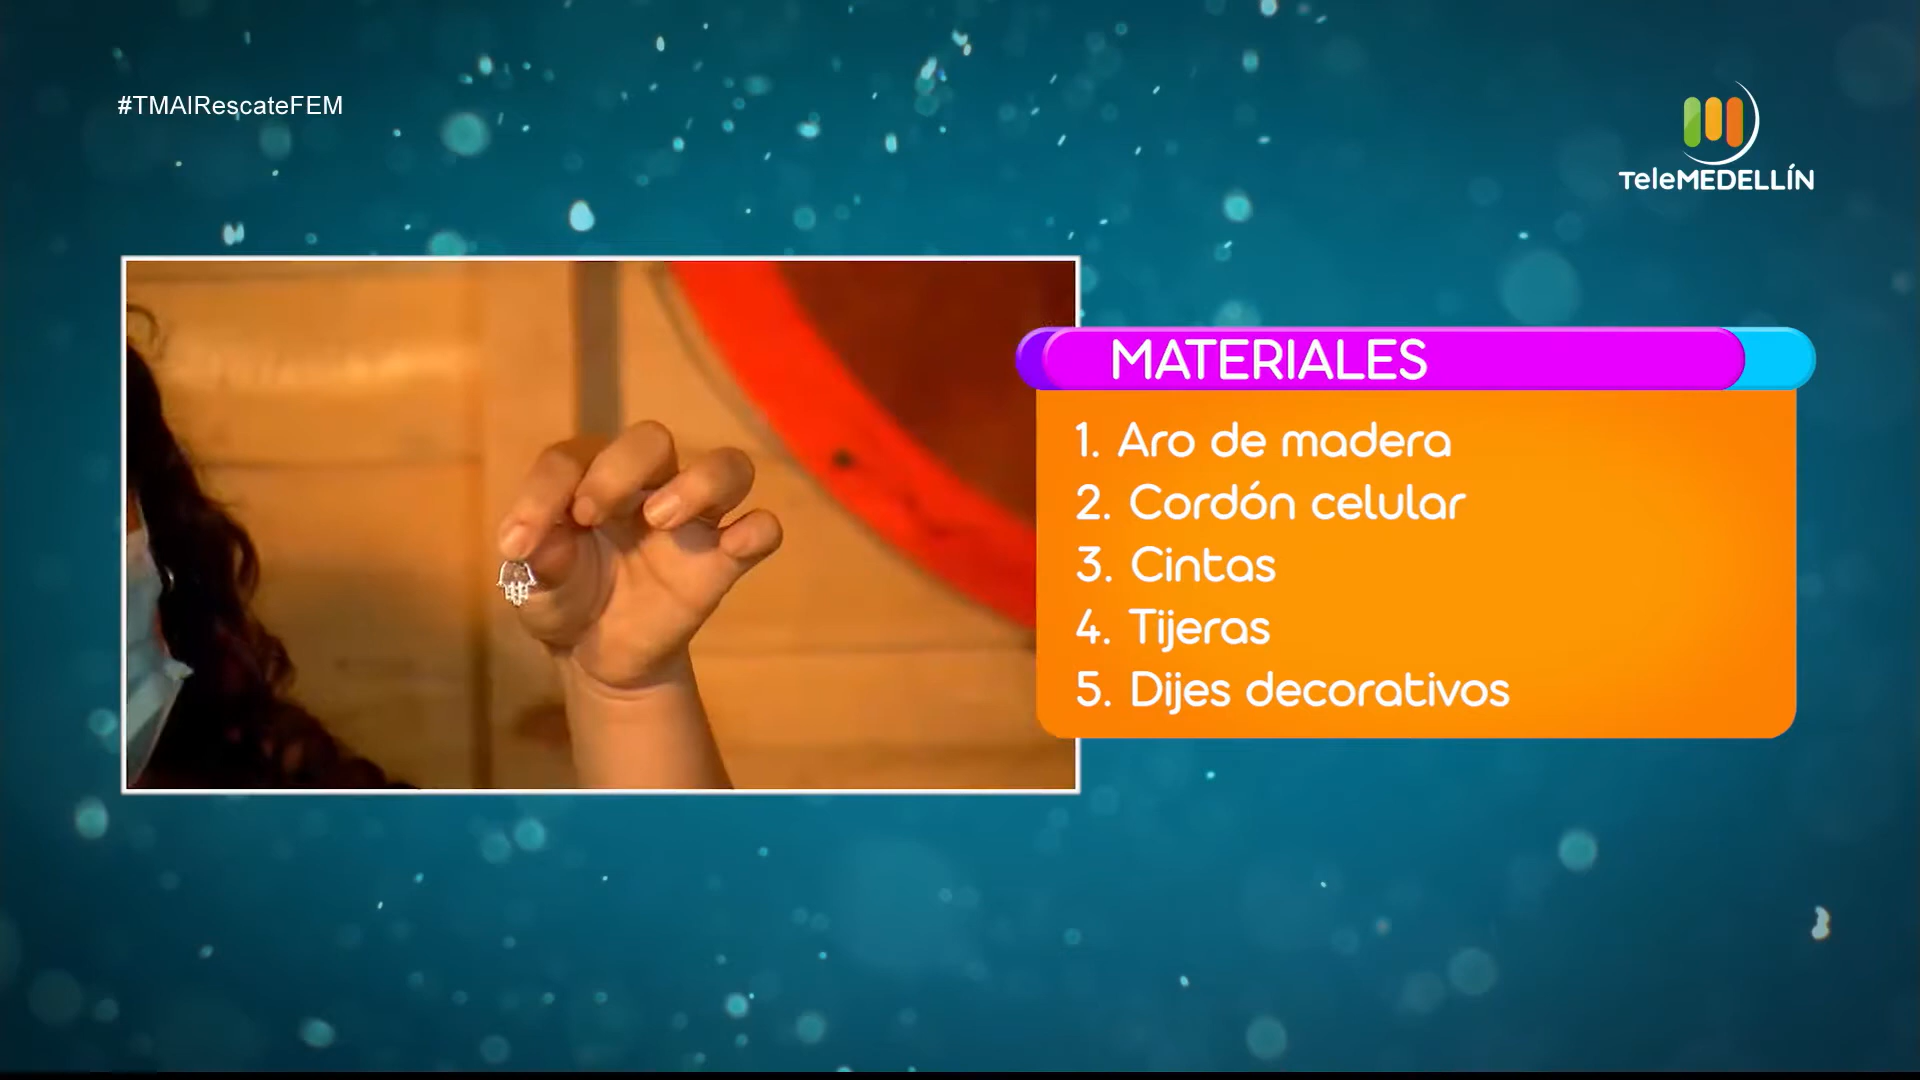 #TMAlRescateFEM
TeleMEDELLÍN
MATERIALES
1. Aro de madera
2. Cordón celular
3. Cintas
4. Tijeras
5. Dijes decorativos